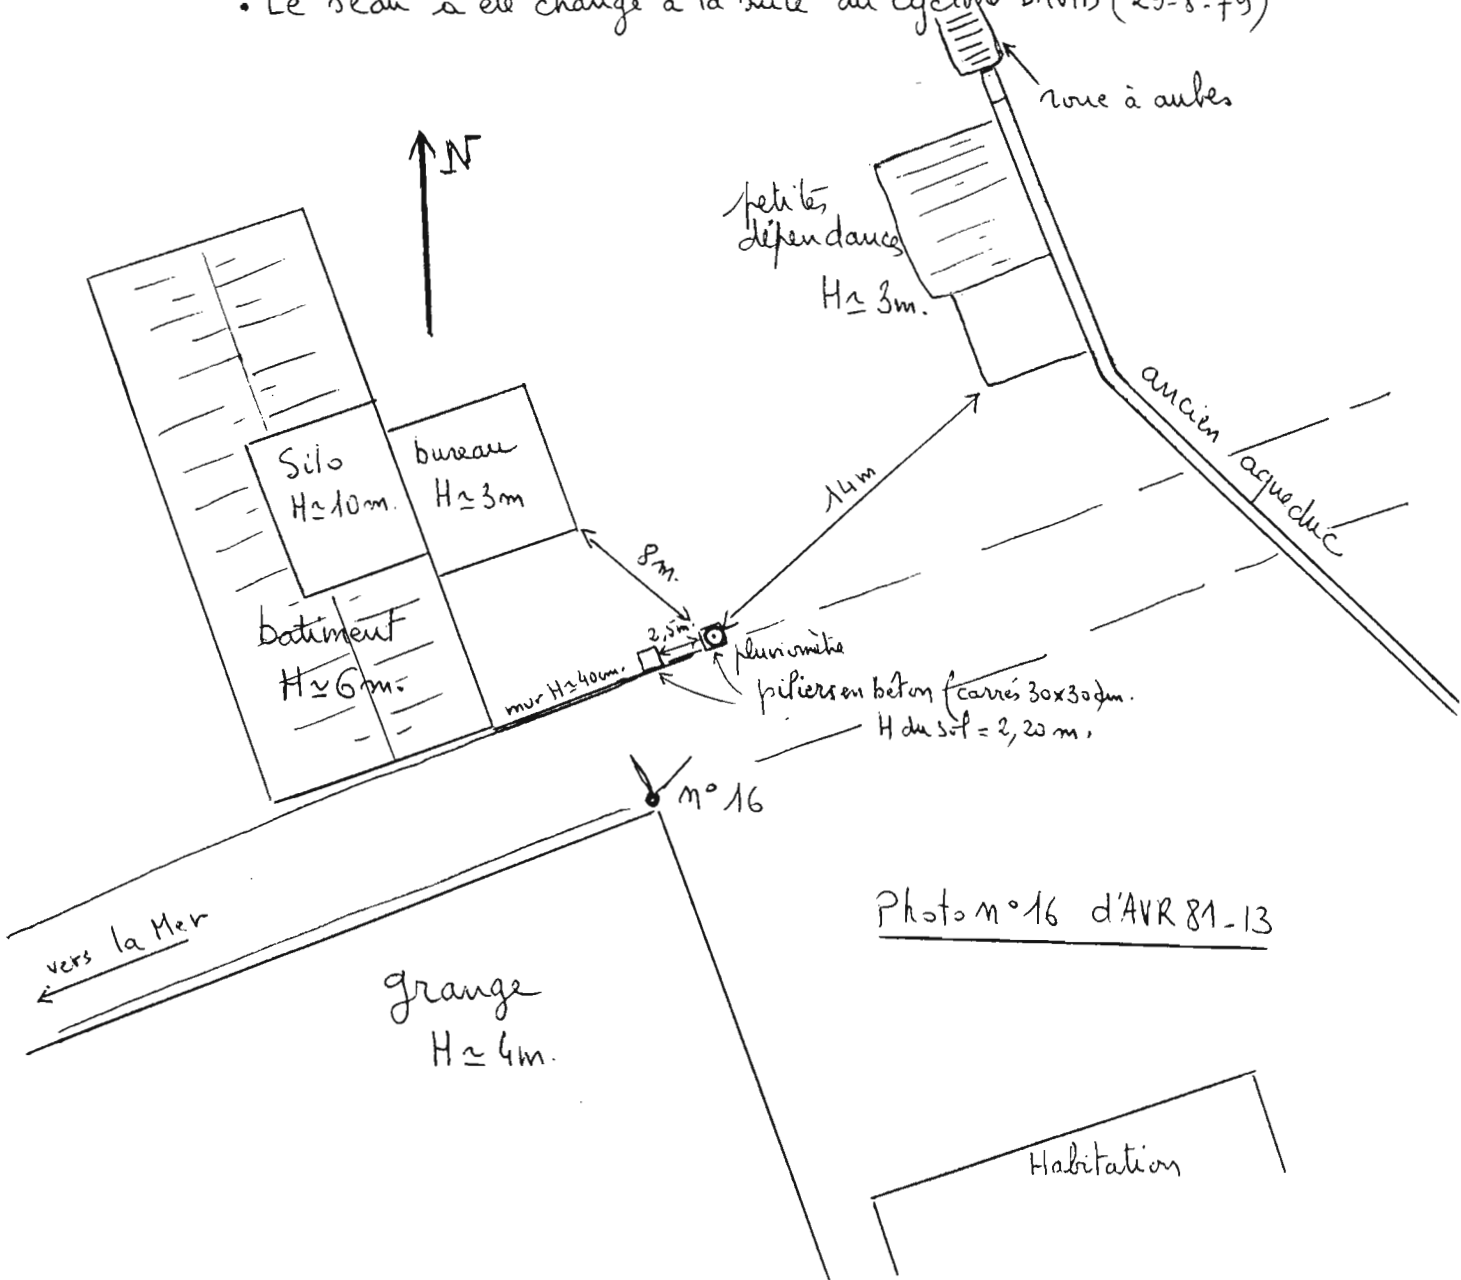 • Le seau a été changé à la suite du cyclone DAVID (29-8-79)
roue à aubes
N
petites
dépendances
H ≃ 3m.
ancien aqueduc
Silo
H ≃ 10m.
bureau
H ≃ 3m
14m
8m.
batiment
H ≃ 6m.
2,5m.
pluviomètre
mur H ≃ 40cm.
piliers en béton (carrés 30x30cm.
H du sol = 2,20 m.
n° 16
Photo n° 16 d'AVR 81-13
vers la Mer
grange
H ≃ 4m.
Habitation